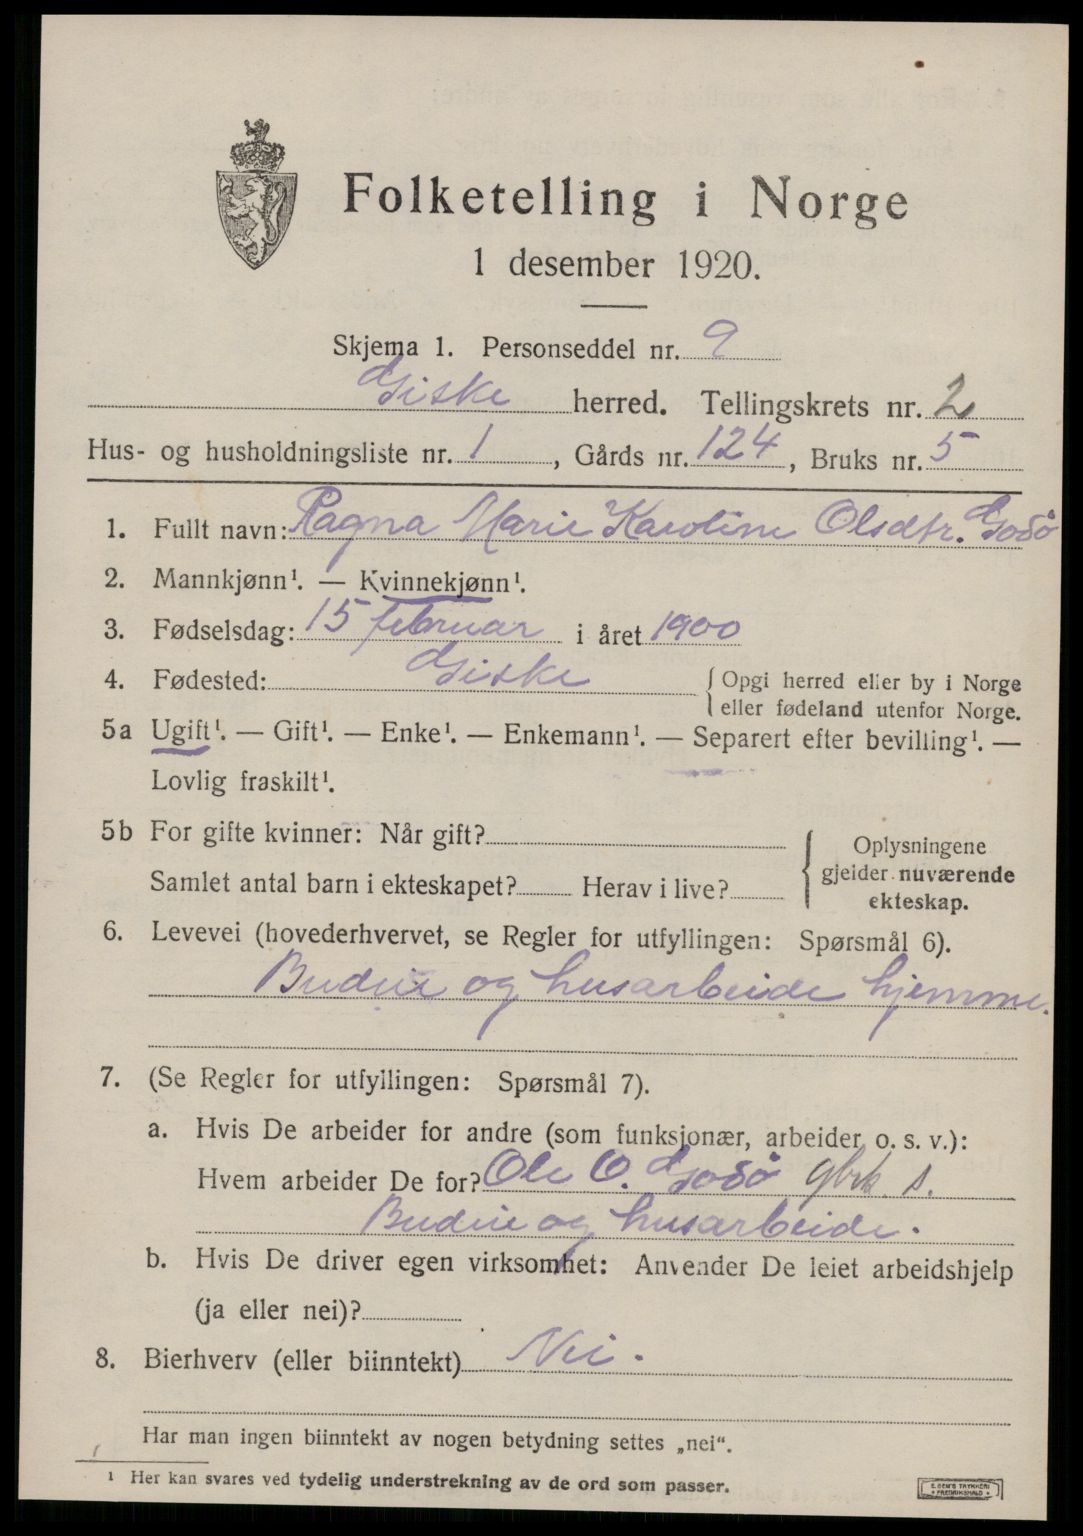 Folketelling i Norge
1 desember 1920.
Skjema 1. Personseddel nr. 9
Giske herred. Tellingskrets nr. 2
Hus- og husholdningsliste nr. 1, Gårds nr. 124, Bruks nr. 5
1. Fullt navn: Ragna Marie Karoline Olsdtr. Godö
2. Mannkjønn¹. — Kvinnekjønn¹.
3. Fødselsdag: 15 februar i året 1900
4. Fødested: Giske { Opgi herred eller by i Norge
eller fødeland utenfor Norge.
5a Ugift¹. — Gift¹. — Enke¹. — Enkemann¹. — Separert efter bevilling¹. —
Lovlig fraskilt¹.
5b For gifte kvinner: Når gift?
Samlet antal barn i ekteskapet? Herav i live?
{ Oplysningene
gjelder nuværende
ekteskap.
6. Levevei (hovederhvervet, se Regler for utfyllingen: Spørsmål 6).
Budeie og husarbeide hjemme.
7. (Se Regler for utfyllingen: Spørsmål 7).
a. Hvis De arbeider for andre (som funksjonær, arbeider o. s. v.):
Hvem arbeider De for? Ole O. Godö gbrk. s.
Budeie og husarbeide.
b. Hvis De driver egen virksomhet: Anvender De leiet arbeidshjelp
(ja eller nei)?
8. Bierhverv (eller biinntekt) Nei.
Har man ingen biinntekt av nogen betydning settes „nei“.
¹ Her kan svares ved tydelig understrekning av de ord som passer.